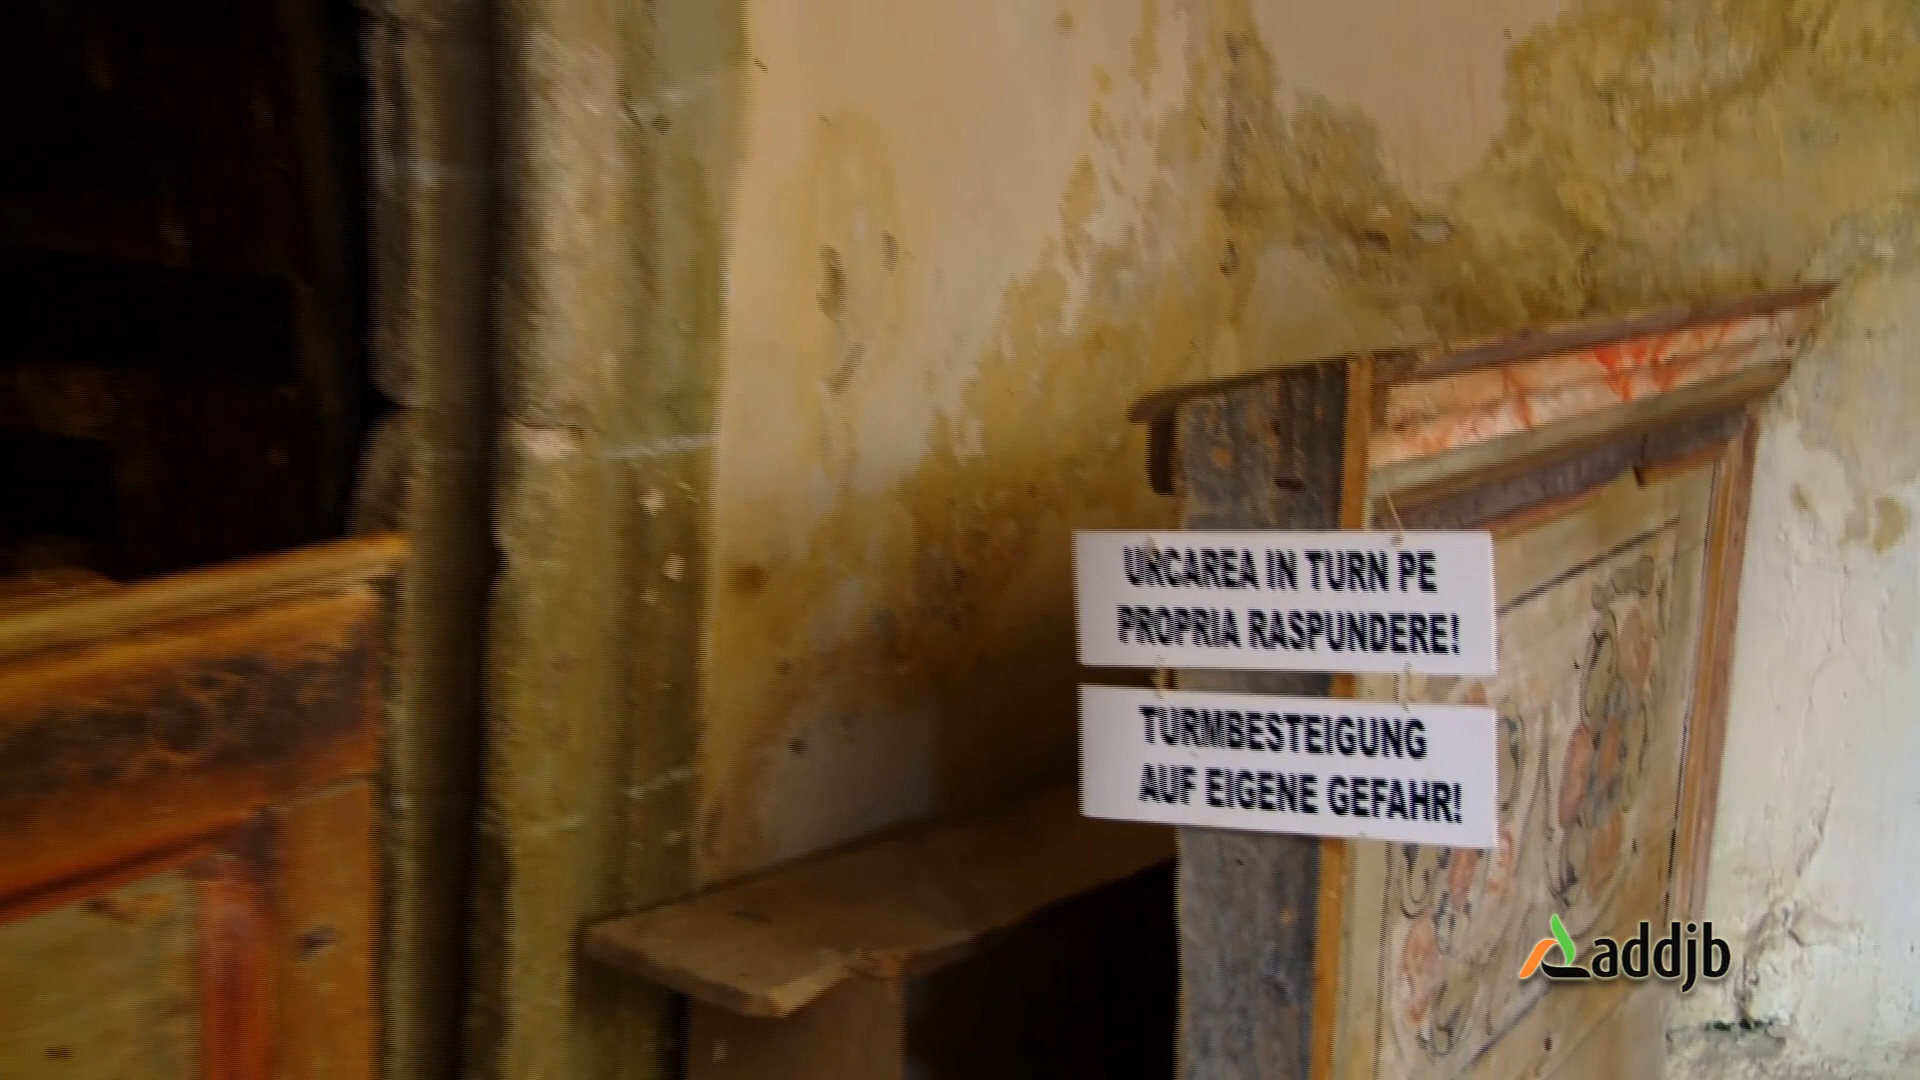 URCAREA IN TURN PE
PROPRIA RASPUNDERE!
TURMBESTEIGUNG
AUF EIGENE GEFAHR!
addjb